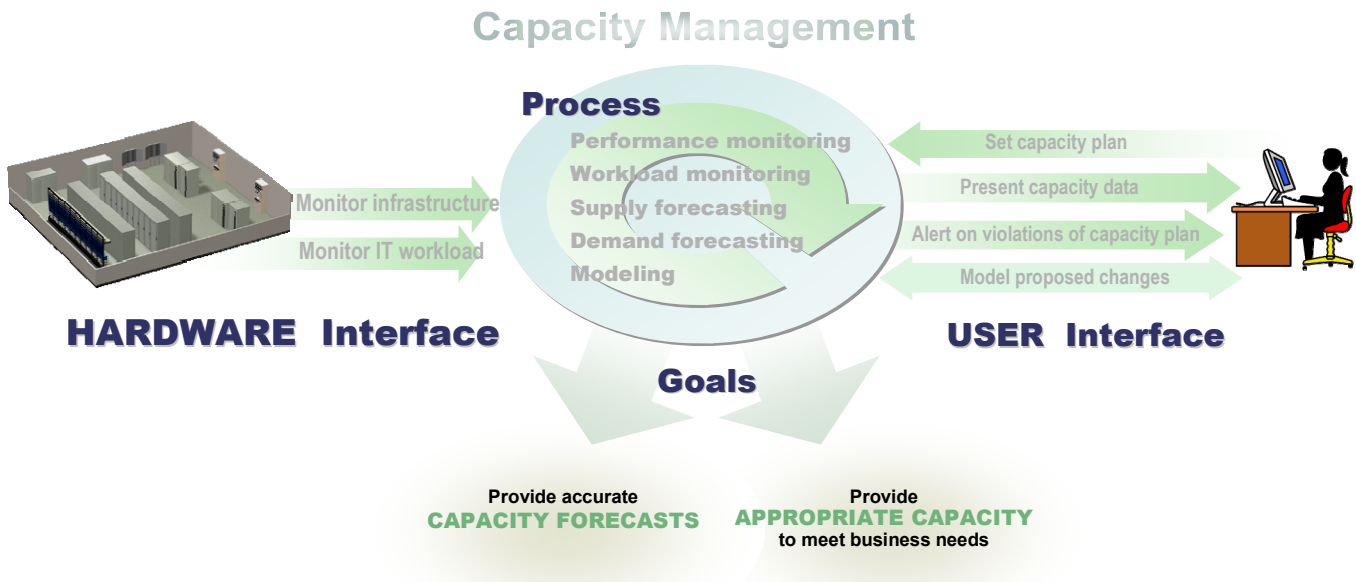 Capacity Management
Process
Performance monitoring
Workload monitoring
Supply forecasting
Demand forecasting
Modeling
Monitor infrastructure
Monitor IT workload
HARDWARE Interface
Set capacity plan
Present capacity data
Alert on violations of capacity plan
Model proposed changes
USER Interface
Goals
Provide accurate
CAPACITY FORECASTS
Provide
APPROPRIATE CAPACITY
to meet business needs